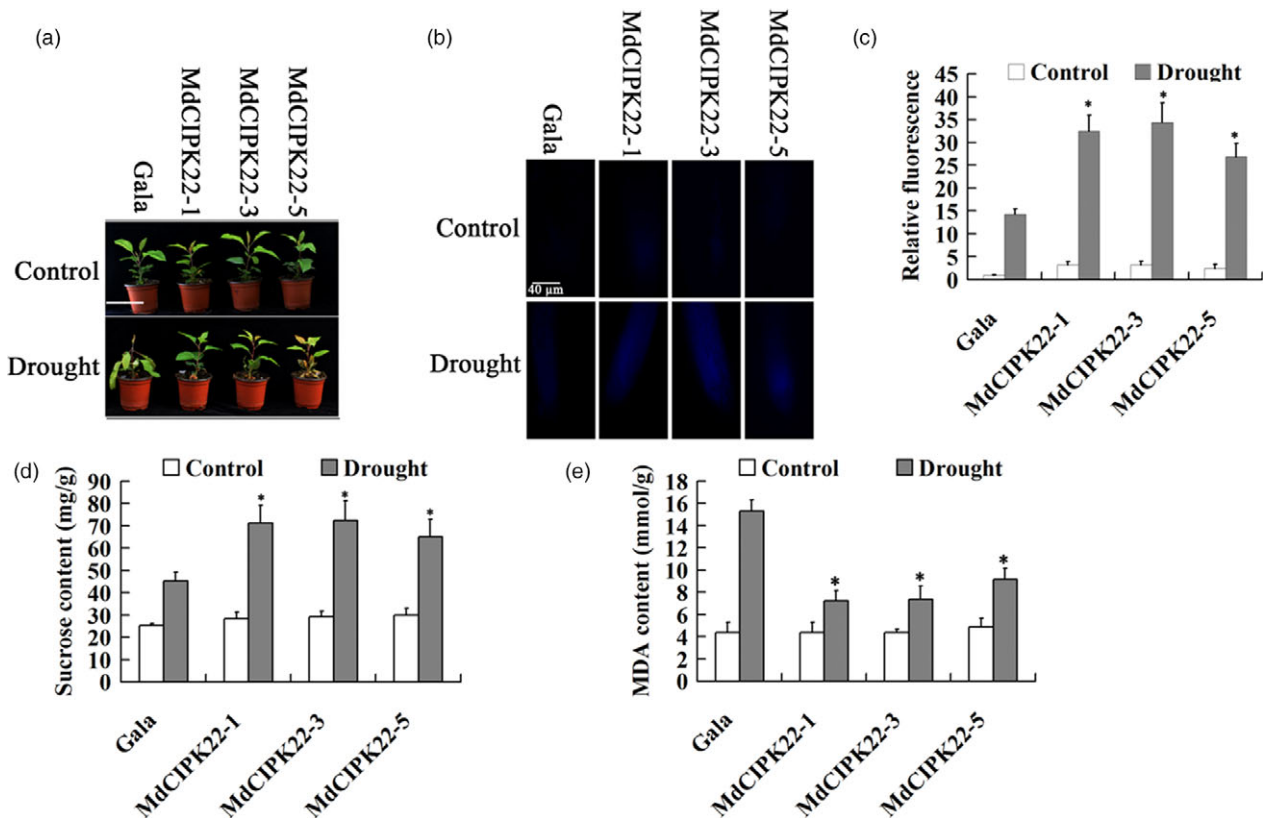 (a)
Gala
MdCIPK22-1
MdCIPK22-3
MdCIPK22-5
Control
Drought
(b)
Gala
MdCIPK22-1
MdCIPK22-3
MdCIPK22-5
Control
40 µm
Drought
(c)
Control Drought
Relative fluorescence
45
40
35
30
25
20
15
10
5
0
* * *
Gala
MdCIPK22-1
MdCIPK22-3
MdCIPK22-5
(d)
Control Drought
Sucrose content (mg/g)
90
80
70
60
50
40
30
20
10
0
* * *
Gala
MdCIPK22-1
MdCIPK22-3
MdCIPK22-5
(e)
Control Drought
MDA content (mmol/g)
18
16
14
12
10
8
6
4
2
0
* * *
Gala
MdCIPK22-1
MdCIPK22-3
MdCIPK22-5